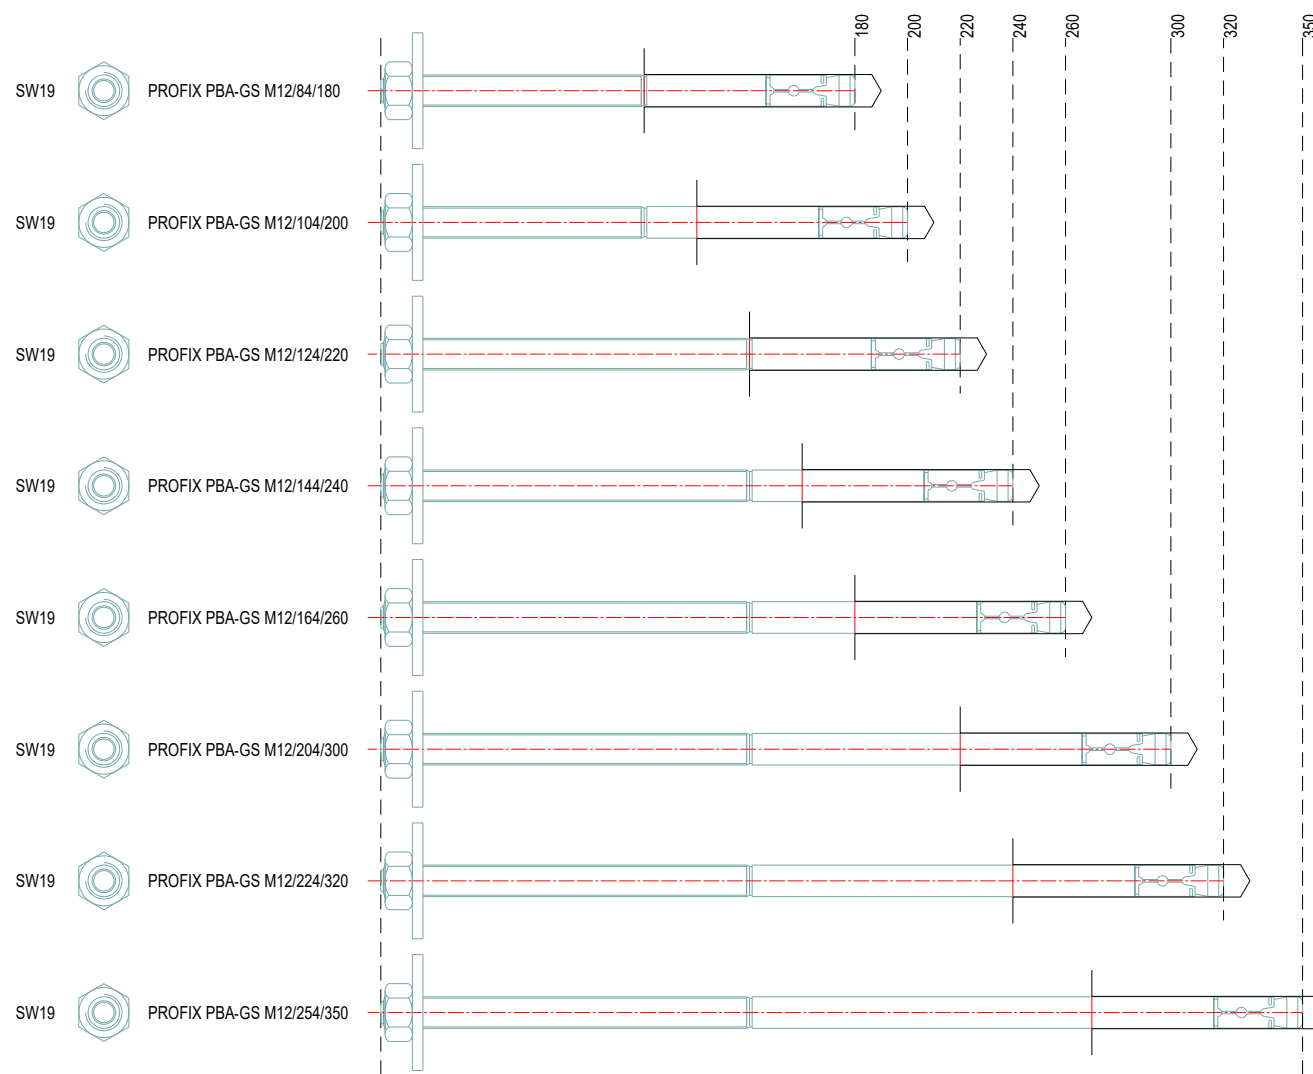 180 200 220 240 260 300 320 350
SW19 PROFIX PBA-GS M12/84/180
SW19 PROFIX PBA-GS M12/104/200
SW19 PROFIX PBA-GS M12/124/220
SW19 PROFIX PBA-GS M12/144/240
SW19 PROFIX PBA-GS M12/164/260
SW19 PROFIX PBA-GS M12/204/300
SW19 PROFIX PBA-GS M12/224/320
SW19 PROFIX PBA-GS M12/254/350